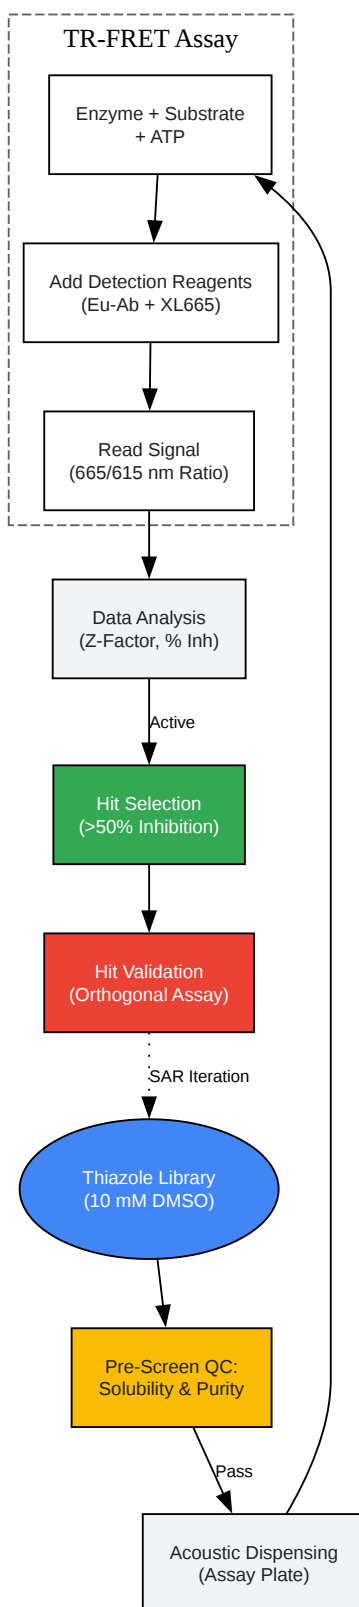 TR-FRET Assay
Enzyme + Substrate
+ ATP
Add Detection Reagents
(Eu-Ab + XL665)
Read Signal
(665/615 nm Ratio)
Data Analysis
(Z-Factor, % Inh)
Active
Hit Selection
(>50% Inhibition)
Hit Validation
(Orthogonal Assay)
SAR Iteration
Thiazole Library
(10 mM DMSO)
Pre-Screen QC:
Solubility & Purity
Pass
Acoustic Dispensing
(Assay Plate)